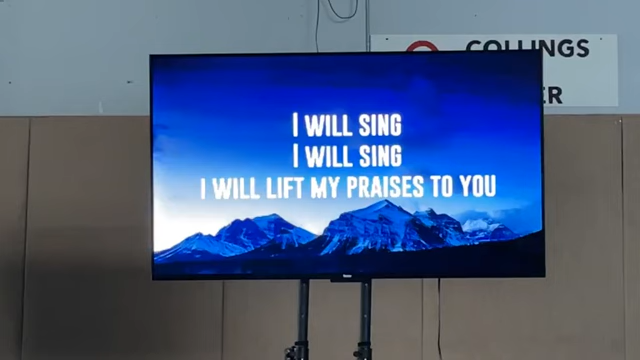 COLLINGS
ER
I WILL SING
I WILL SING
I WILL LIFT MY PRAISES TO YOU